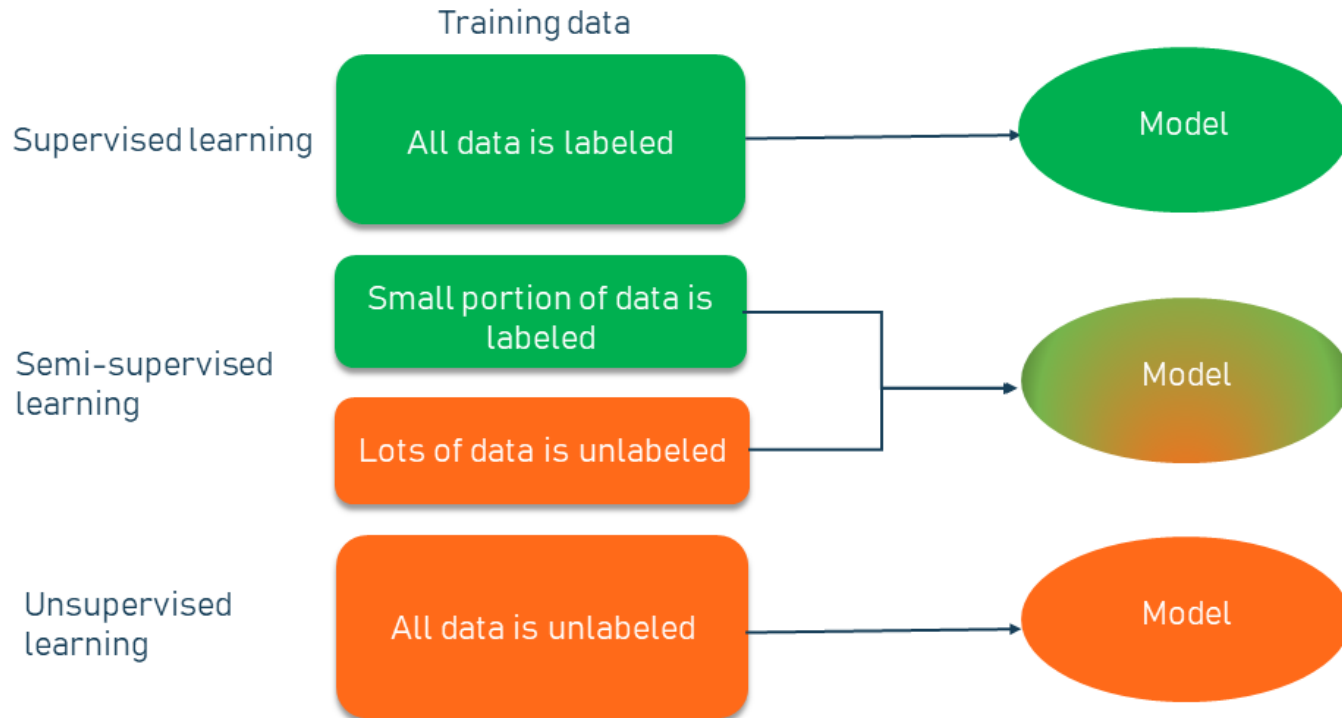 Training data
Supervised learning
All data is labeled
Model
Semi-supervised
learning
Small portion of data is
labeled
Lots of data is unlabeled
Model
Unsupervised
learning
All data is unlabeled
Model